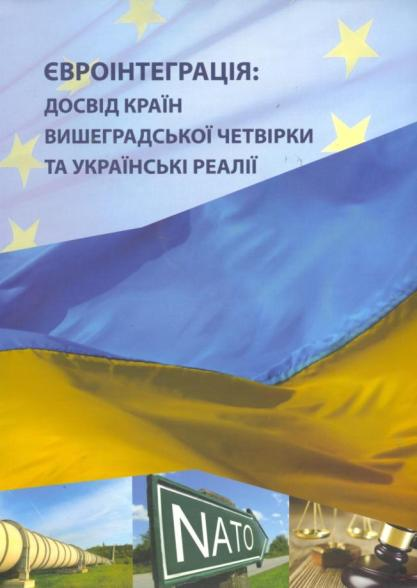 ЄВРОІНТЕГРАЦІЯ:
ДОСВІД КРАЇН
ВИШЕГРАДСЬКОЇ ЧЕТВІРКИ
ТА УКРАЇНСЬКІ РЕАЛІЇ
NATO